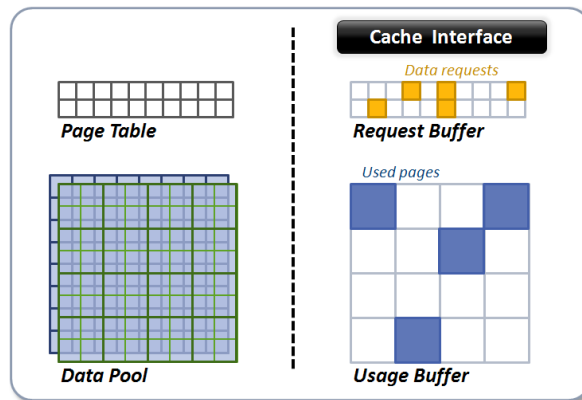 Cache Interface
Data requests
Page Table
Request Buffer
Used pages
Data Pool
Usage Buffer